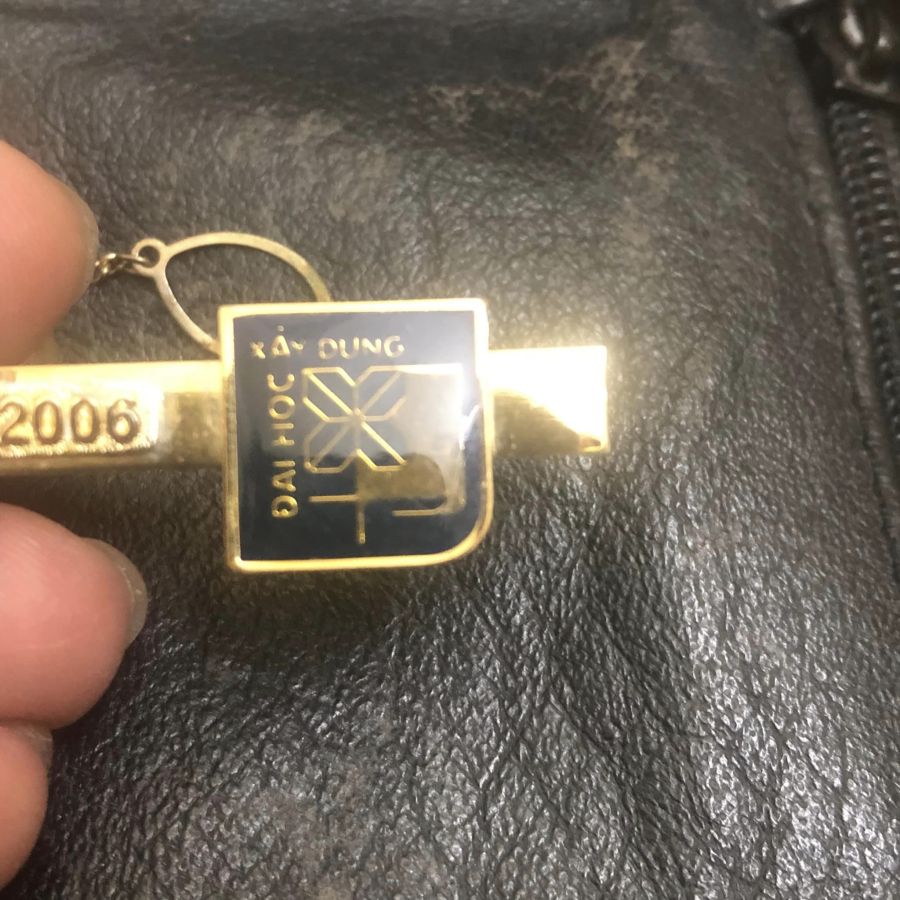 2006
ĐẠI HỌC
XÂY DỰNG